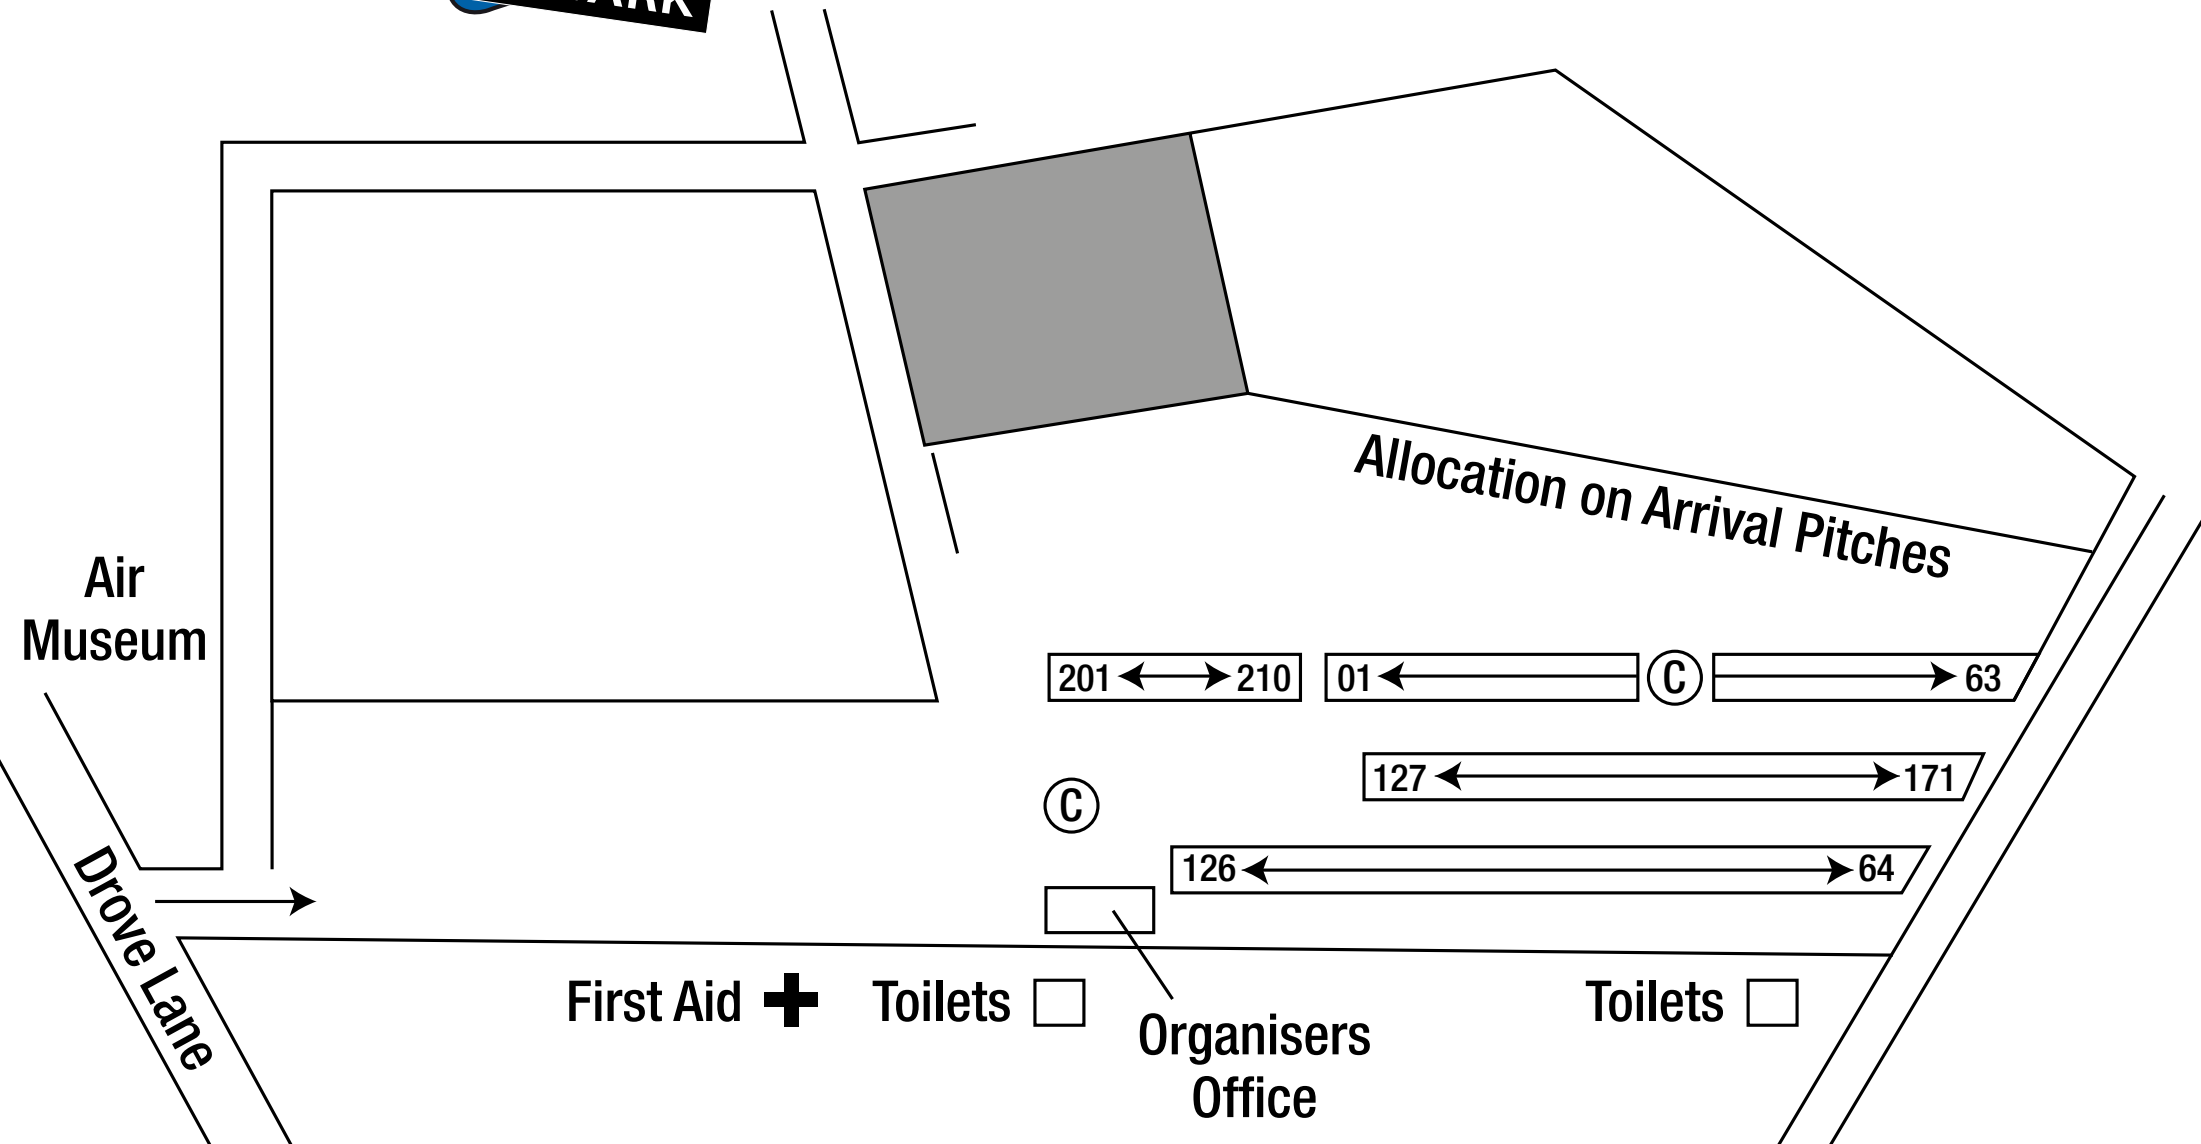 Allocation on Arrival Pitches
Air
Museum
201 210 01 C 63
127 171
C
126 64
Drove Lane
First Aid Toilets Toilets
Organisers
Office